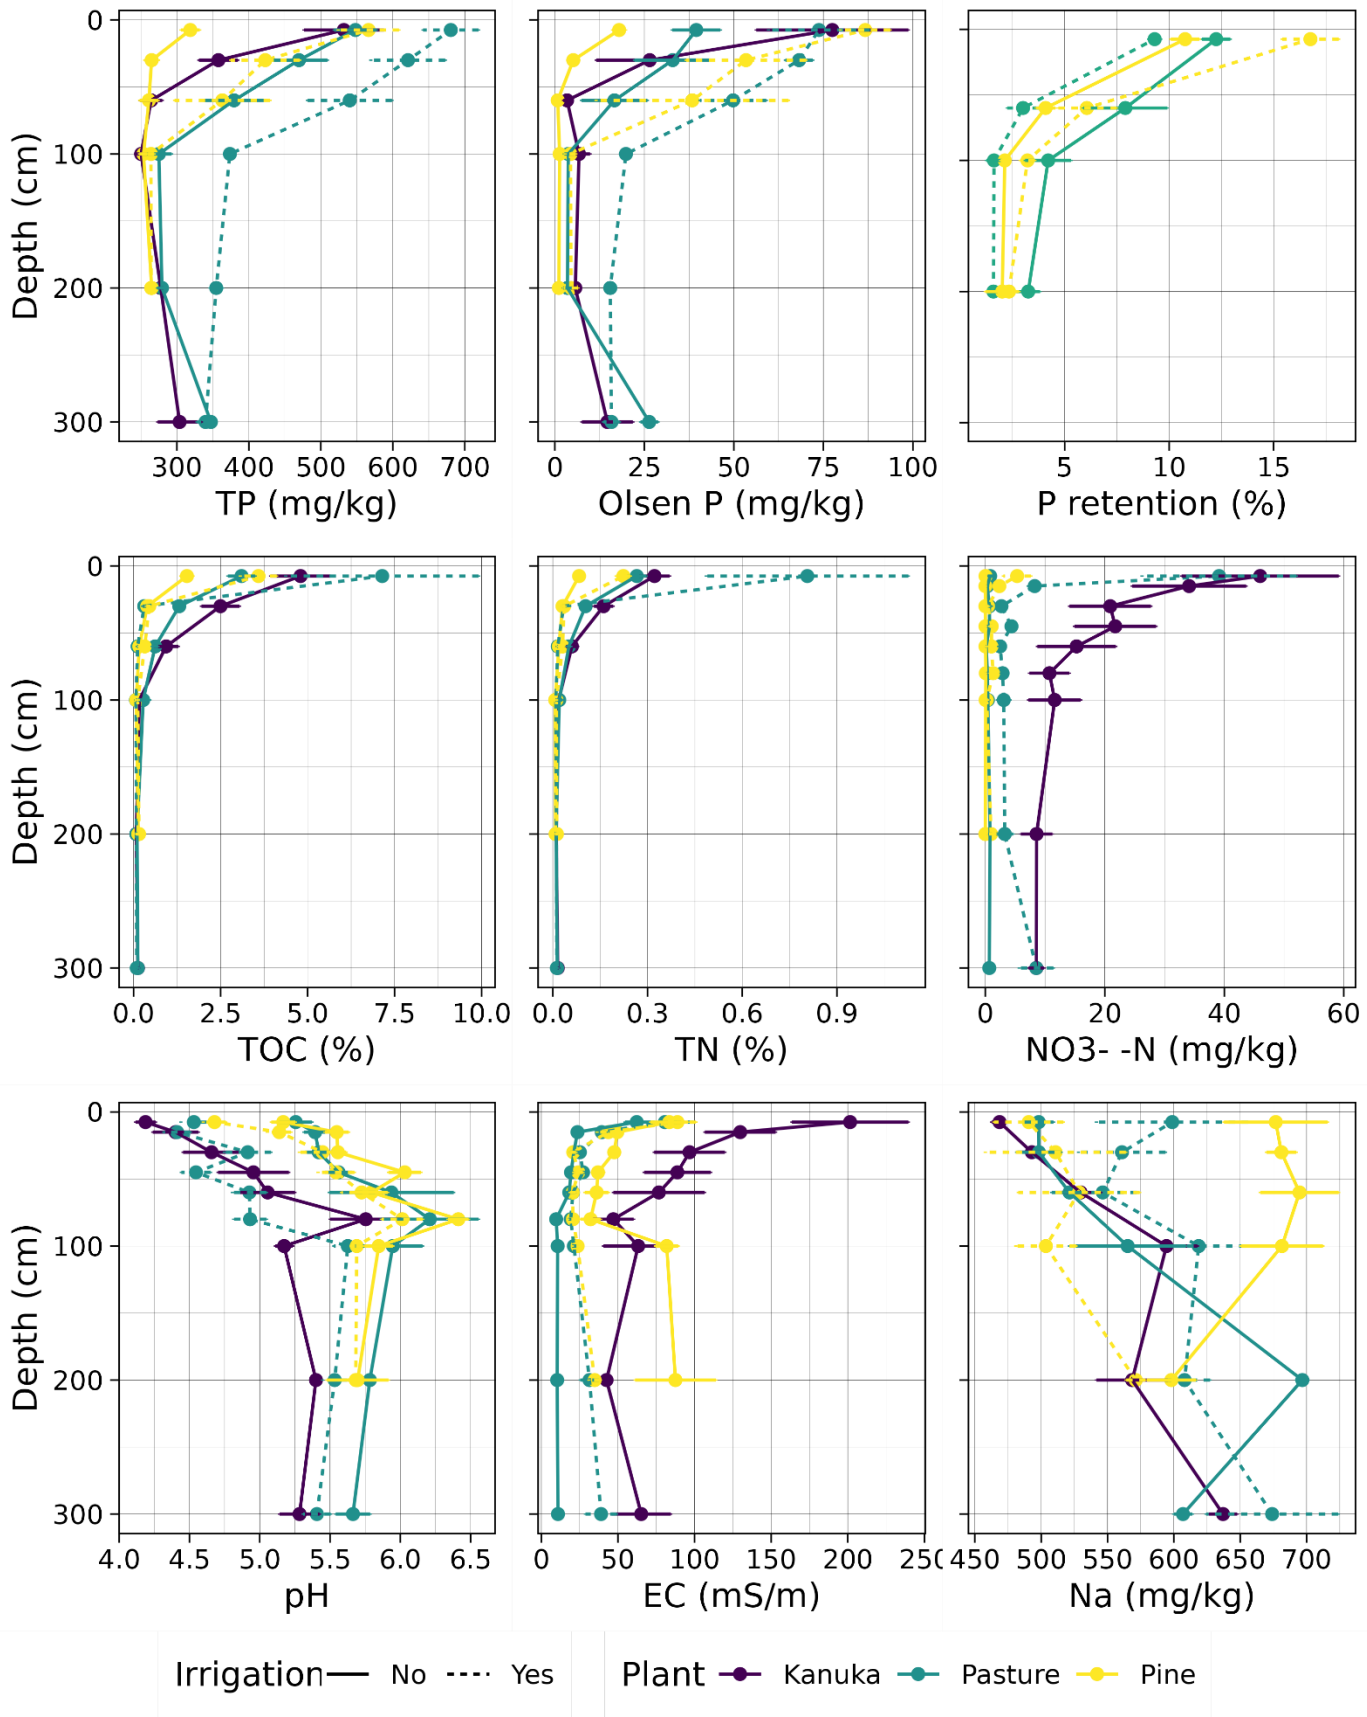 0
100
200
300
Depth (cm)
300 400 500 600 700
TP (mg/kg)
0 25 50 75 100
Olsen P (mg/kg)
5 10 15
P retention (%)
0
100
200
300
Depth (cm)
0.0 2.5 5.0 7.5 10.0
TOC (%)
0.0 0.3 0.6 0.9
TN (%)
0 20 40 60
NO3- -N (mg/kg)
0
100
200
300
Depth (cm)
4.0 4.5 5.0 5.5 6.0 6.5
pH
0 50 100 150 200 250
EC (mS/m)
450 500 550 600 650 700
Na (mg/kg)
Irrigation No Yes Plant Kanuka Pasture Pine